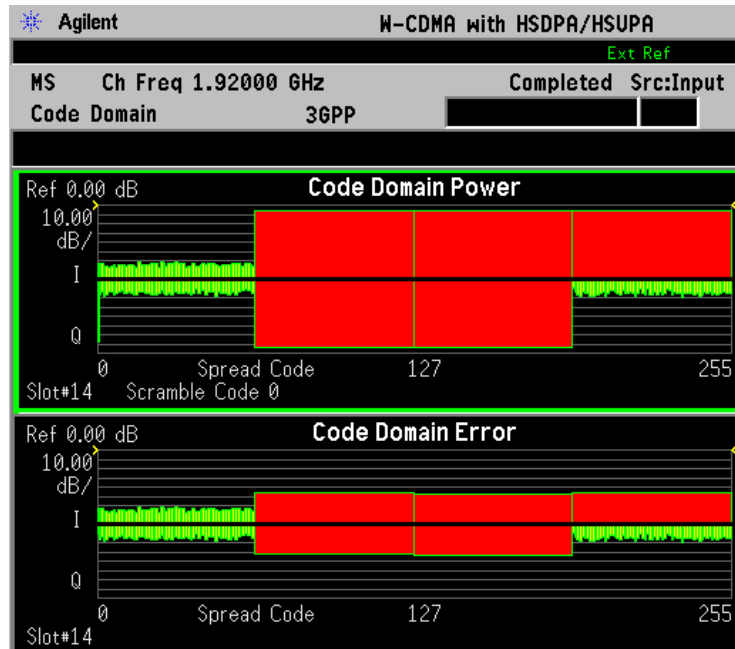 Agilent W-CDMA with HSDPA/HSUPA
Ext Ref
MS Ch Freq 1.92000 GHz Completed Src:Input
Code Domain 3GPP
Ref 0.00 dB Code Domain Power
10.00
dB/
I
Q
0 Spread Code 127 255
Slot#14 Scramble Code 0
Ref 0.00 dB Code Domain Error
10.00
dB/
I
Q
0 Spread Code 127 255
Slot#14